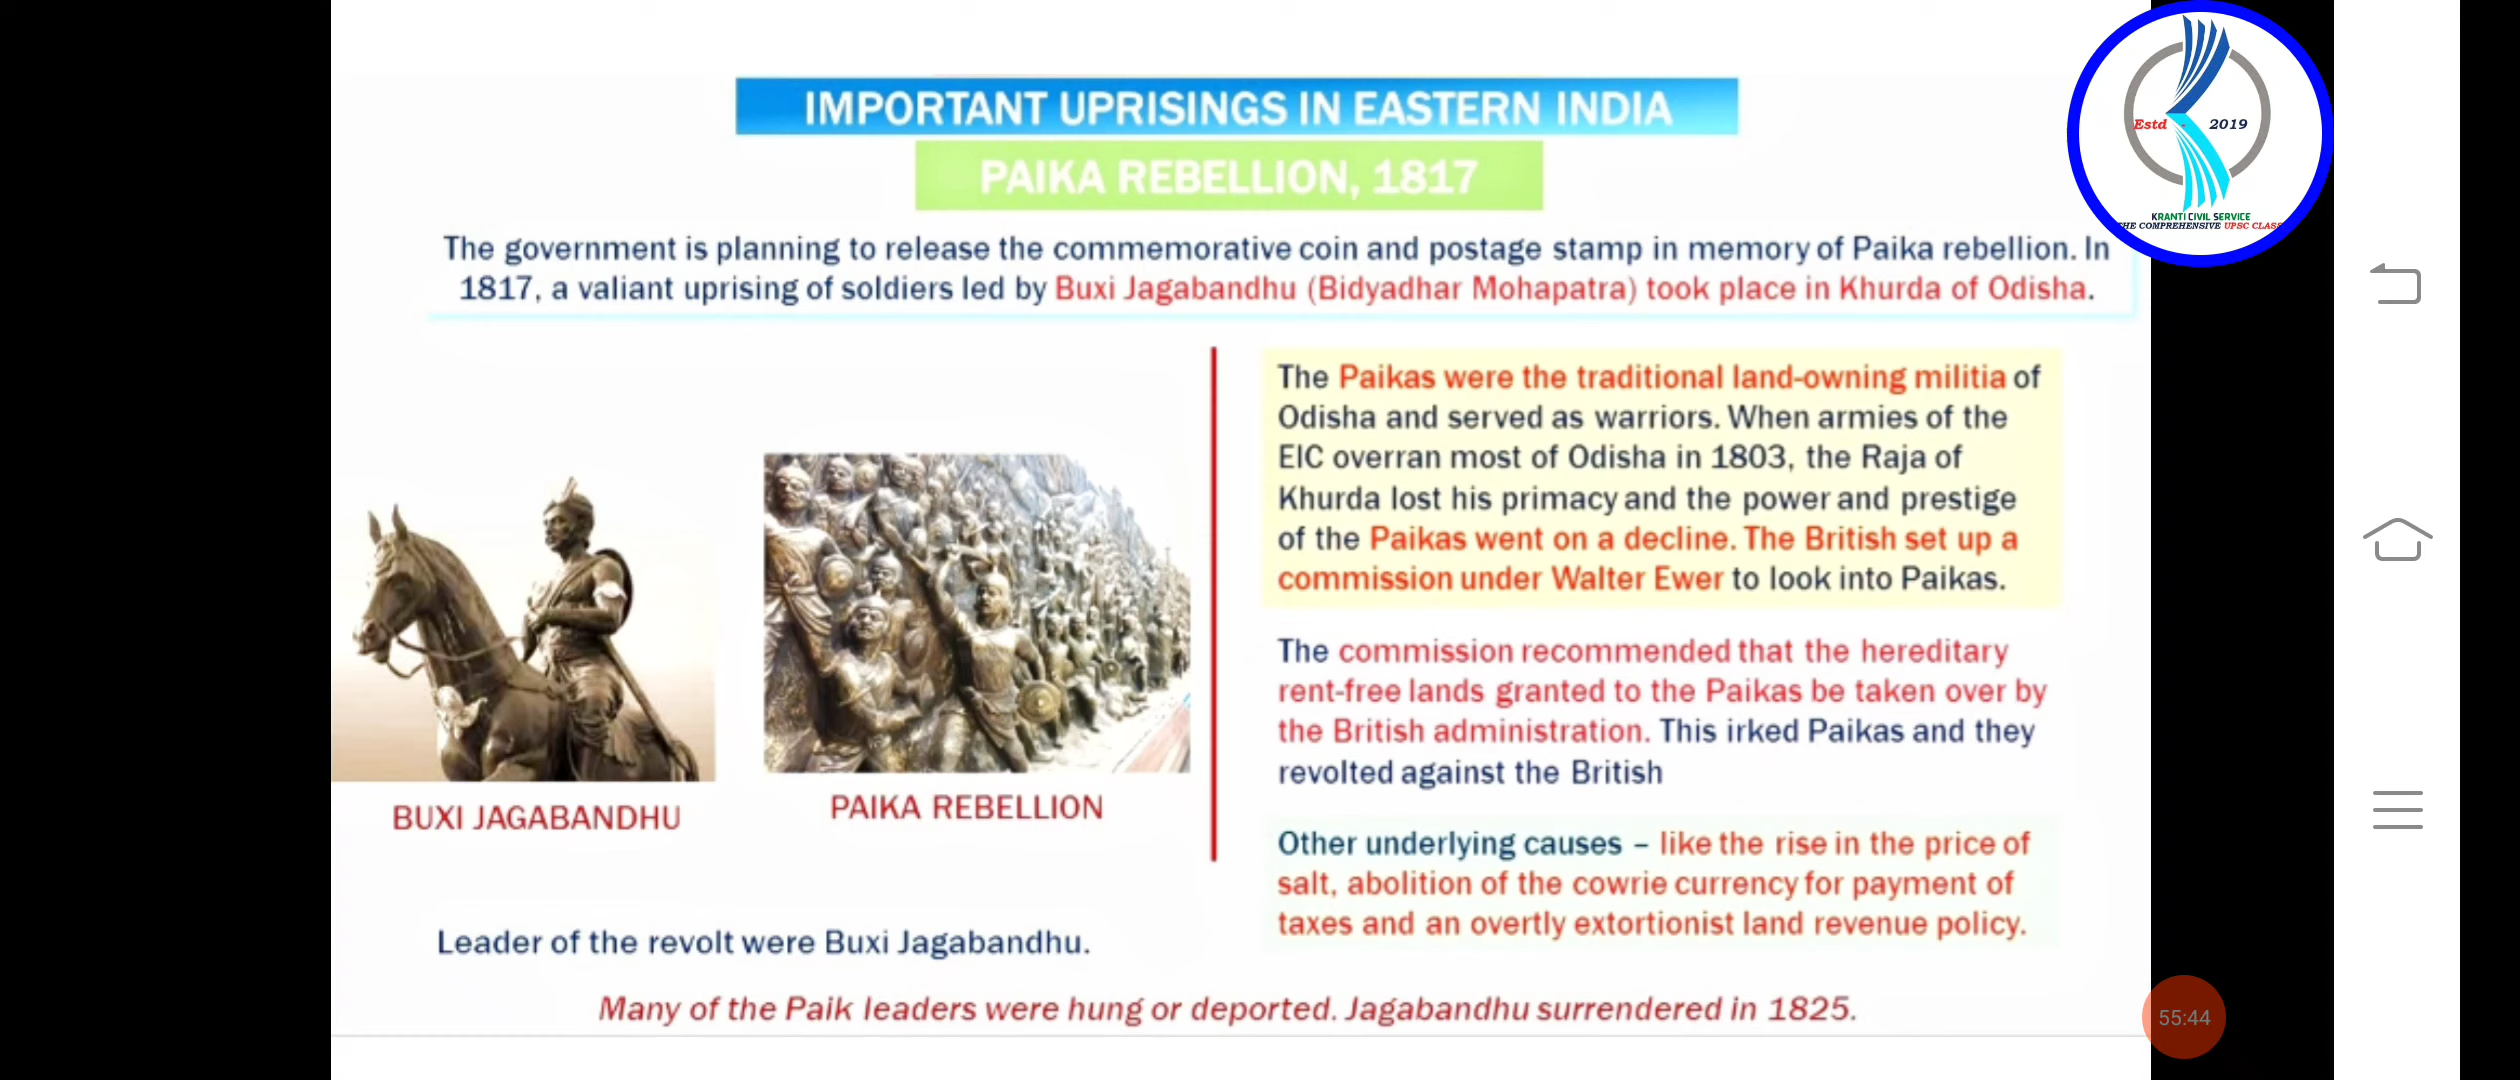 IMPORTANT UPRISINGS IN EASTERN INDIA
PAIKA REBELLION, 1817
Estd - 2019
KRANTI CIVIL SERVICE
THE COMPREHENSIVE UPSC CLASS
The government is planning to release the commemorative coin and postage stamp in memory of Paika rebellion. In
1817, a valiant uprising of soldiers led by Buxi Jagabandhu (Bidyadhar Mohapatra) took place in Khurda of Odisha.
BUXI JAGABANDHU
PAIKA REBELLION
Leader of the revolt were Buxi Jagabandhu.
The Paikas were the traditional land-owning militia of
Odisha and served as warriors. When armies of the
EIC overran most of Odisha in 1803, the Raja of
Khurda lost his primacy and the power and prestige
of the Paikas went on a decline. The British set up a
commission under Walter Ewer to look into Paikas.
The commission recommended that the hereditary
rent-free lands granted to the Paikas be taken over by
the British administration. This irked Paikas and they
revolted against the British
Other underlying causes – like the rise in the price of
salt, abolition of the cowrie currency for payment of
taxes and an overtly extortionist land revenue policy.
Many of the Paik leaders were hung or deported. Jagabandhu surrendered in 1825.
55:44